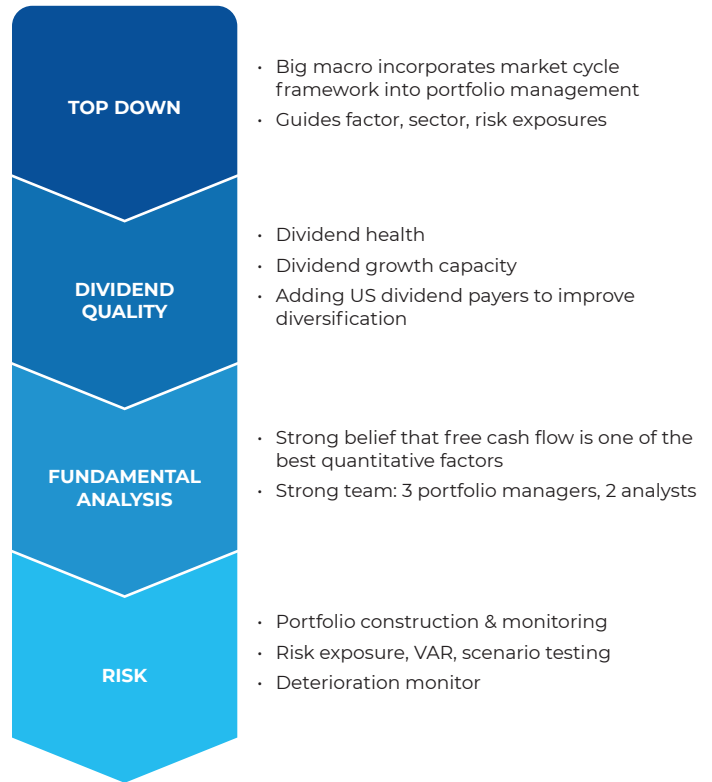 TOP DOWN
• Big macro incorporates market cycle
framework into portfolio management
• Guides factor, sector, risk exposures
DIVIDEND
QUALITY
• Dividend health
• Dividend growth capacity
• Adding US dividend payers to improve
diversification
FUNDAMENTAL
ANALYSIS
• Strong belief that free cash flow is one of the
best quantitative factors
• Strong team: 3 portfolio managers, 2 analysts
RISK
• Portfolio construction & monitoring
• Risk exposure, VAR, scenario testing
• Deterioration monitor